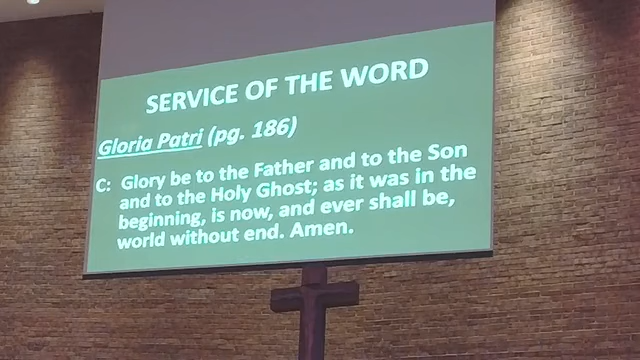 SERVICE OF THE WORD
Gloria Patri (pg. 186)
C: Glory be to the Father and to the Son
and to the Holy Ghost; as it was in the
beginning, is now, and ever shall be,
world without end. Amen.